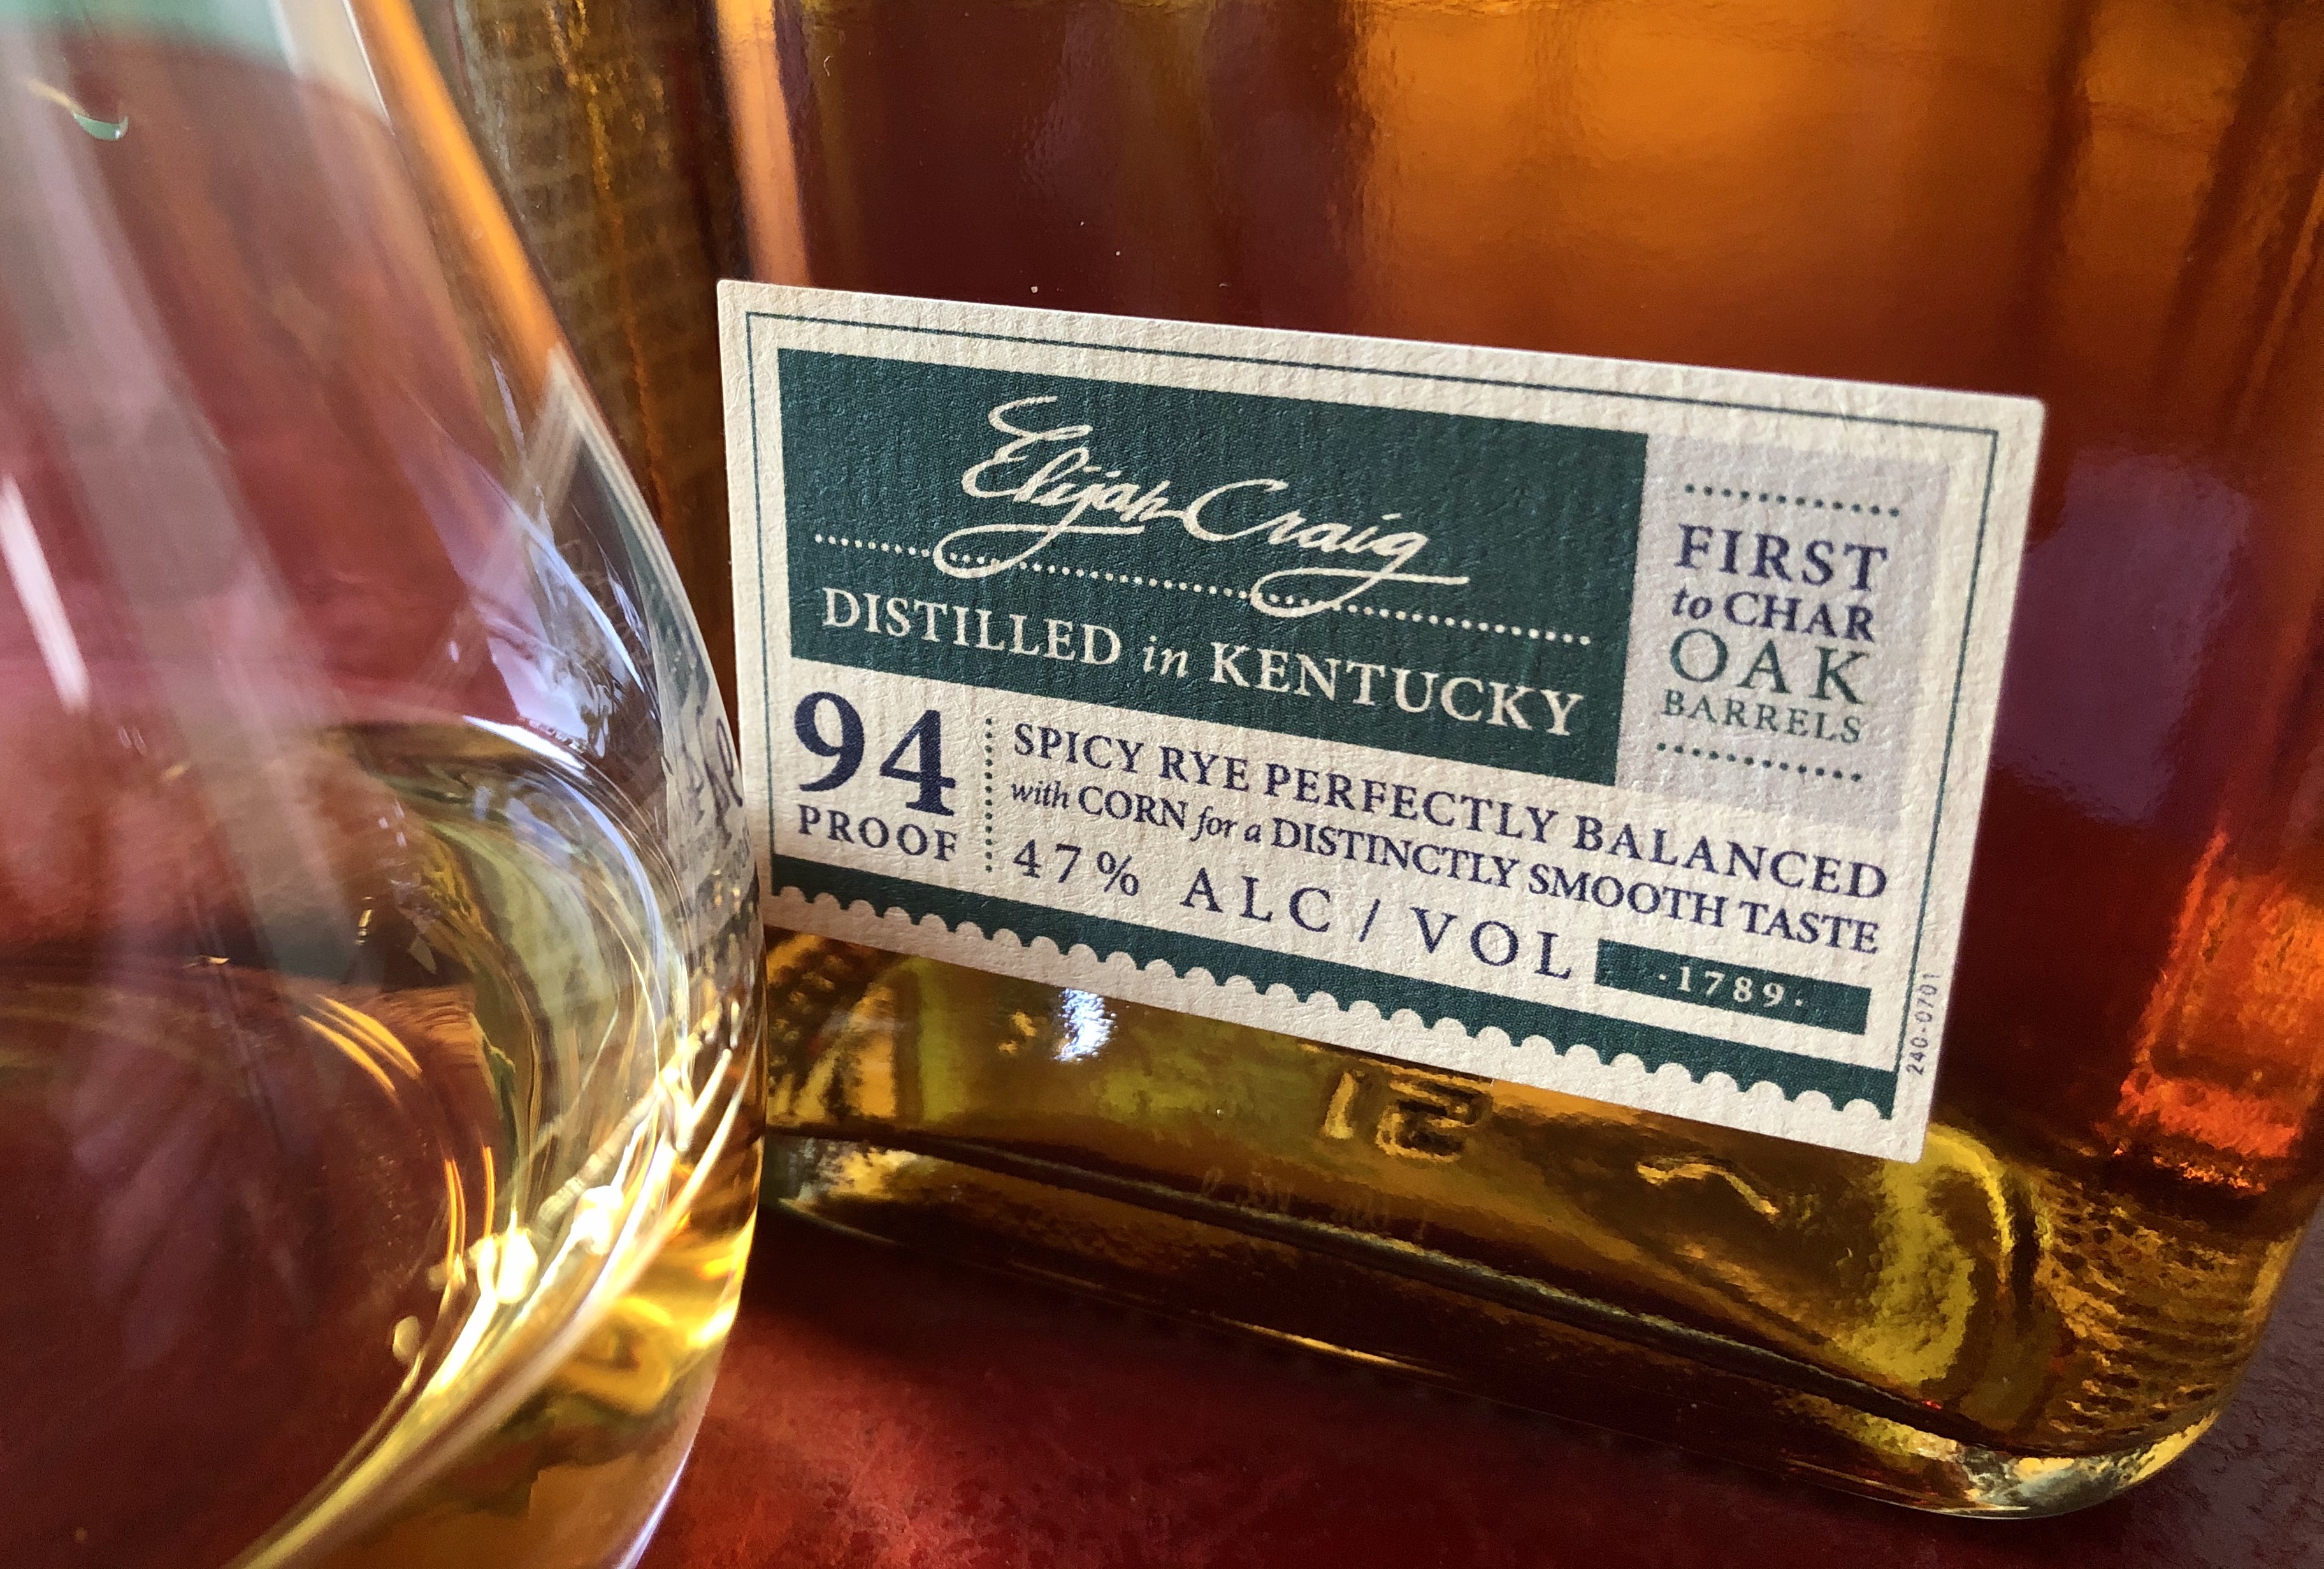 Elijah Craig
DISTILLED in KENTUCKY
FIRST
to CHAR
OAK
BARRELS
94
PROOF
SPICY RYE PERFECTLY BALANCED
with CORN for a DISTINCTLY SMOOTH TASTE
47% ALC / VOL
·1789·
240-0701